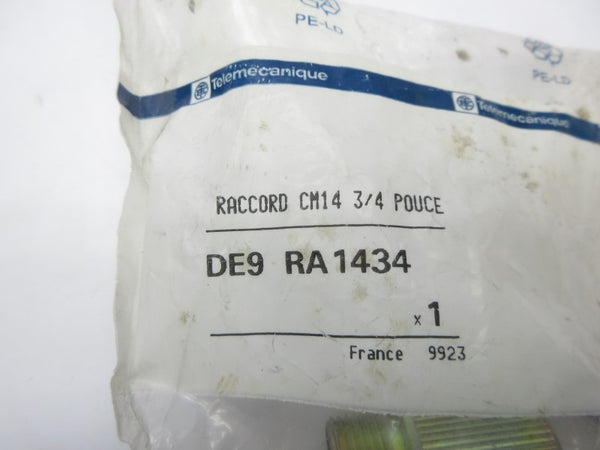 PE-LD
PE-LD
Telemecanique
Telemecanique
RACCORD CM14 3/4 POUCE
DE9 RA1434
x 1
France 9923